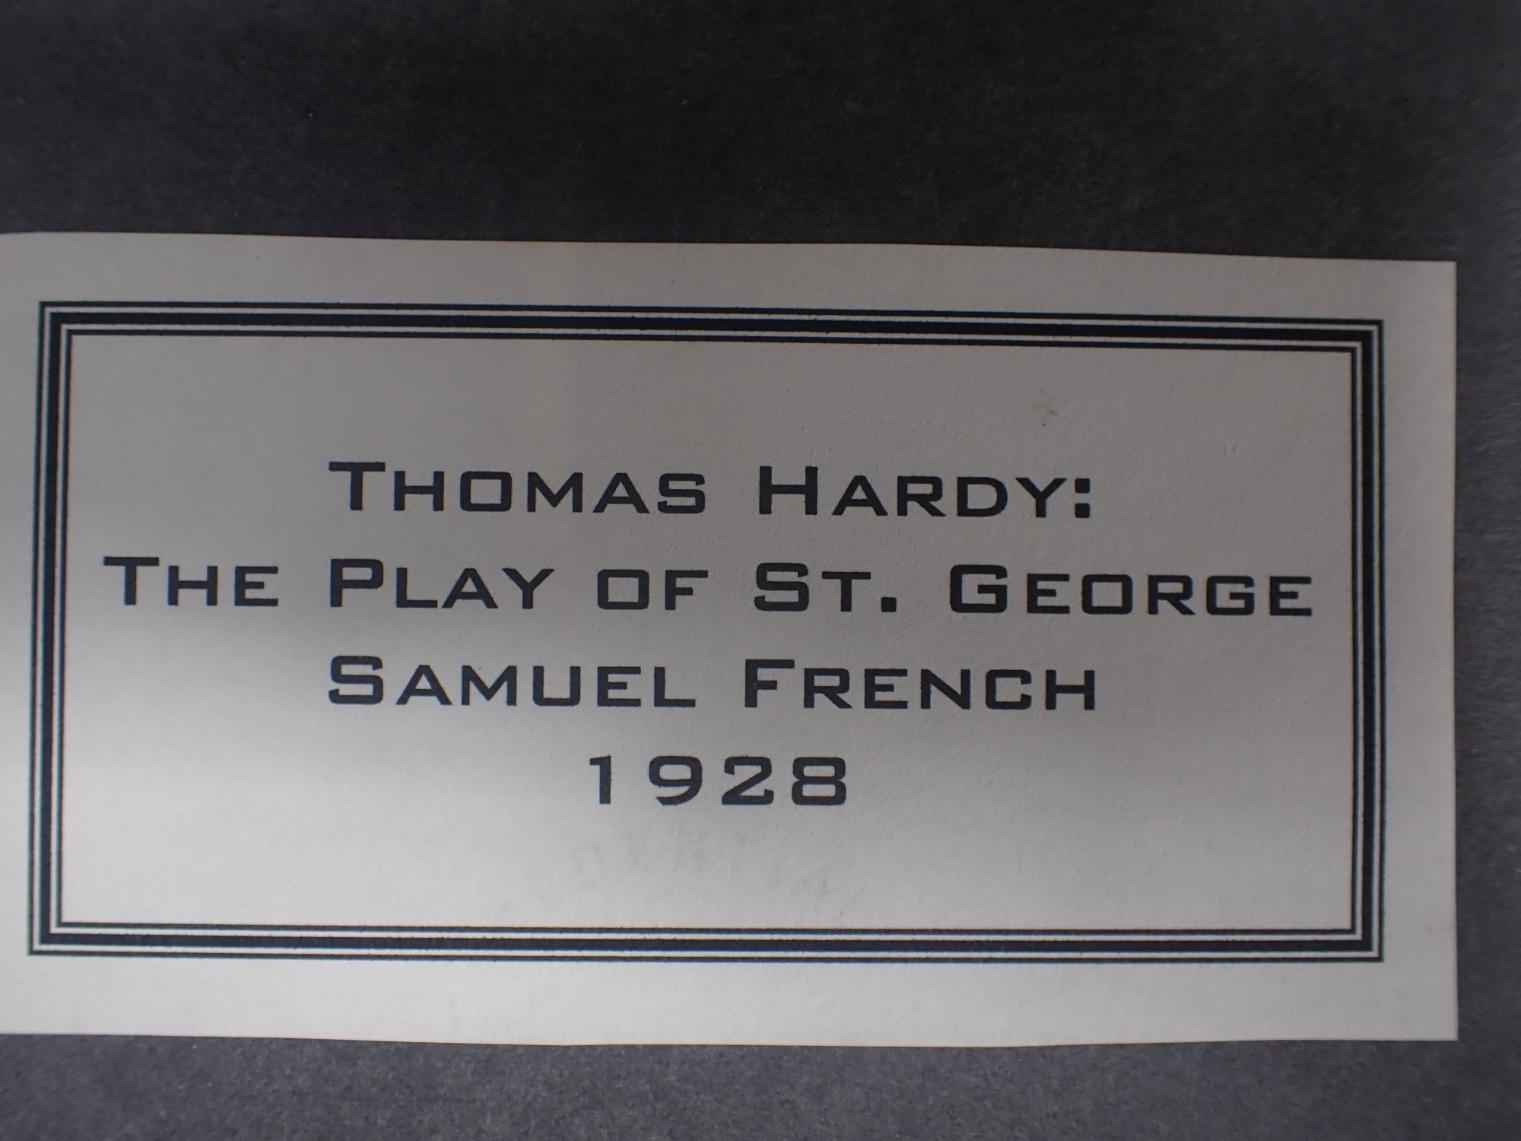 THOMAS HARDY:
THE PLAY OF ST. GEORGE
SAMUEL FRENCH
1928